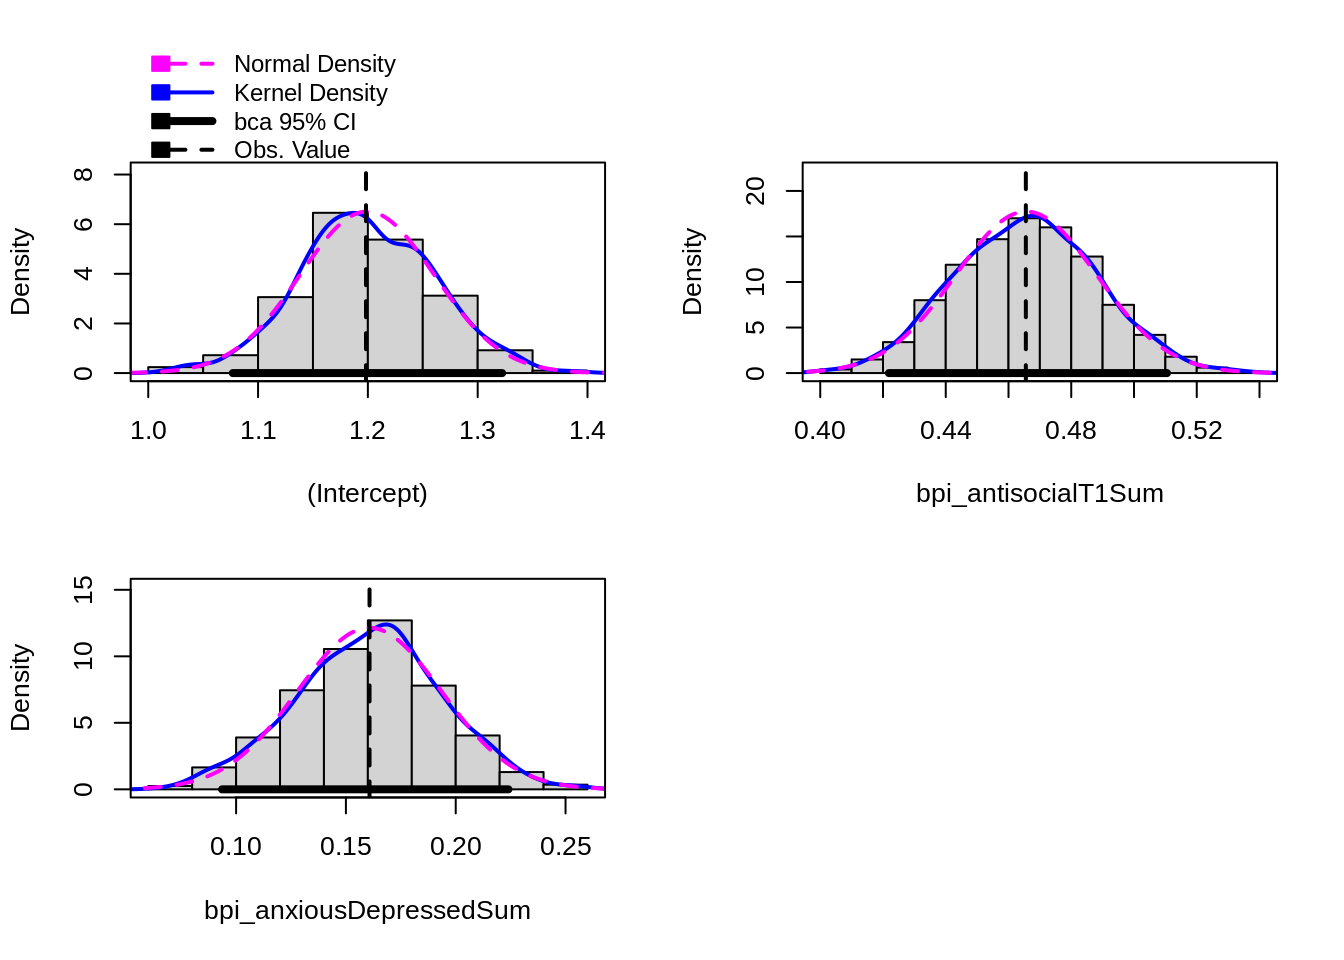 Normal Density
Kernel Density
bca 95% CI
Obs. Value
Density
0 2 4 6 8
1.0 1.1 1.2 1.3 1.4
(Intercept)
Density
0 5 10 20
0.40 0.44 0.48 0.52
bpi_antisocialT1Sum
Density
0 5 10 15
0.10 0.15 0.20 0.25
bpi_anxiousDepressedSum